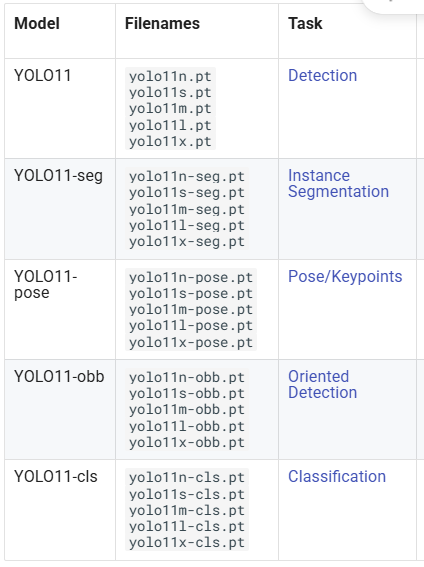 Model Filenames Task
YOLO11 yolo11n.pt Detection
yolo11s.pt
yolo11m.pt
yolo11l.pt
yolo11x.pt
YOLO11-seg yolo11n-seg.pt Instance
yolo11s-seg.pt Segmentation
yolo11m-seg.pt
yolo11l-seg.pt
yolo11x-seg.pt
YOLO11- yolo11n-pose.pt Pose/Keypoints
pose yolo11s-pose.pt
yolo11m-pose.pt
yolo11l-pose.pt
yolo11x-pose.pt
YOLO11-obb yolo11n-obb.pt Oriented
yolo11s-obb.pt Detection
yolo11m-obb.pt
yolo11l-obb.pt
yolo11x-obb.pt
YOLO11-cls yolo11n-cls.pt Classification
yolo11s-cls.pt
yolo11m-cls.pt
yolo11l-cls.pt
yolo11x-cls.pt